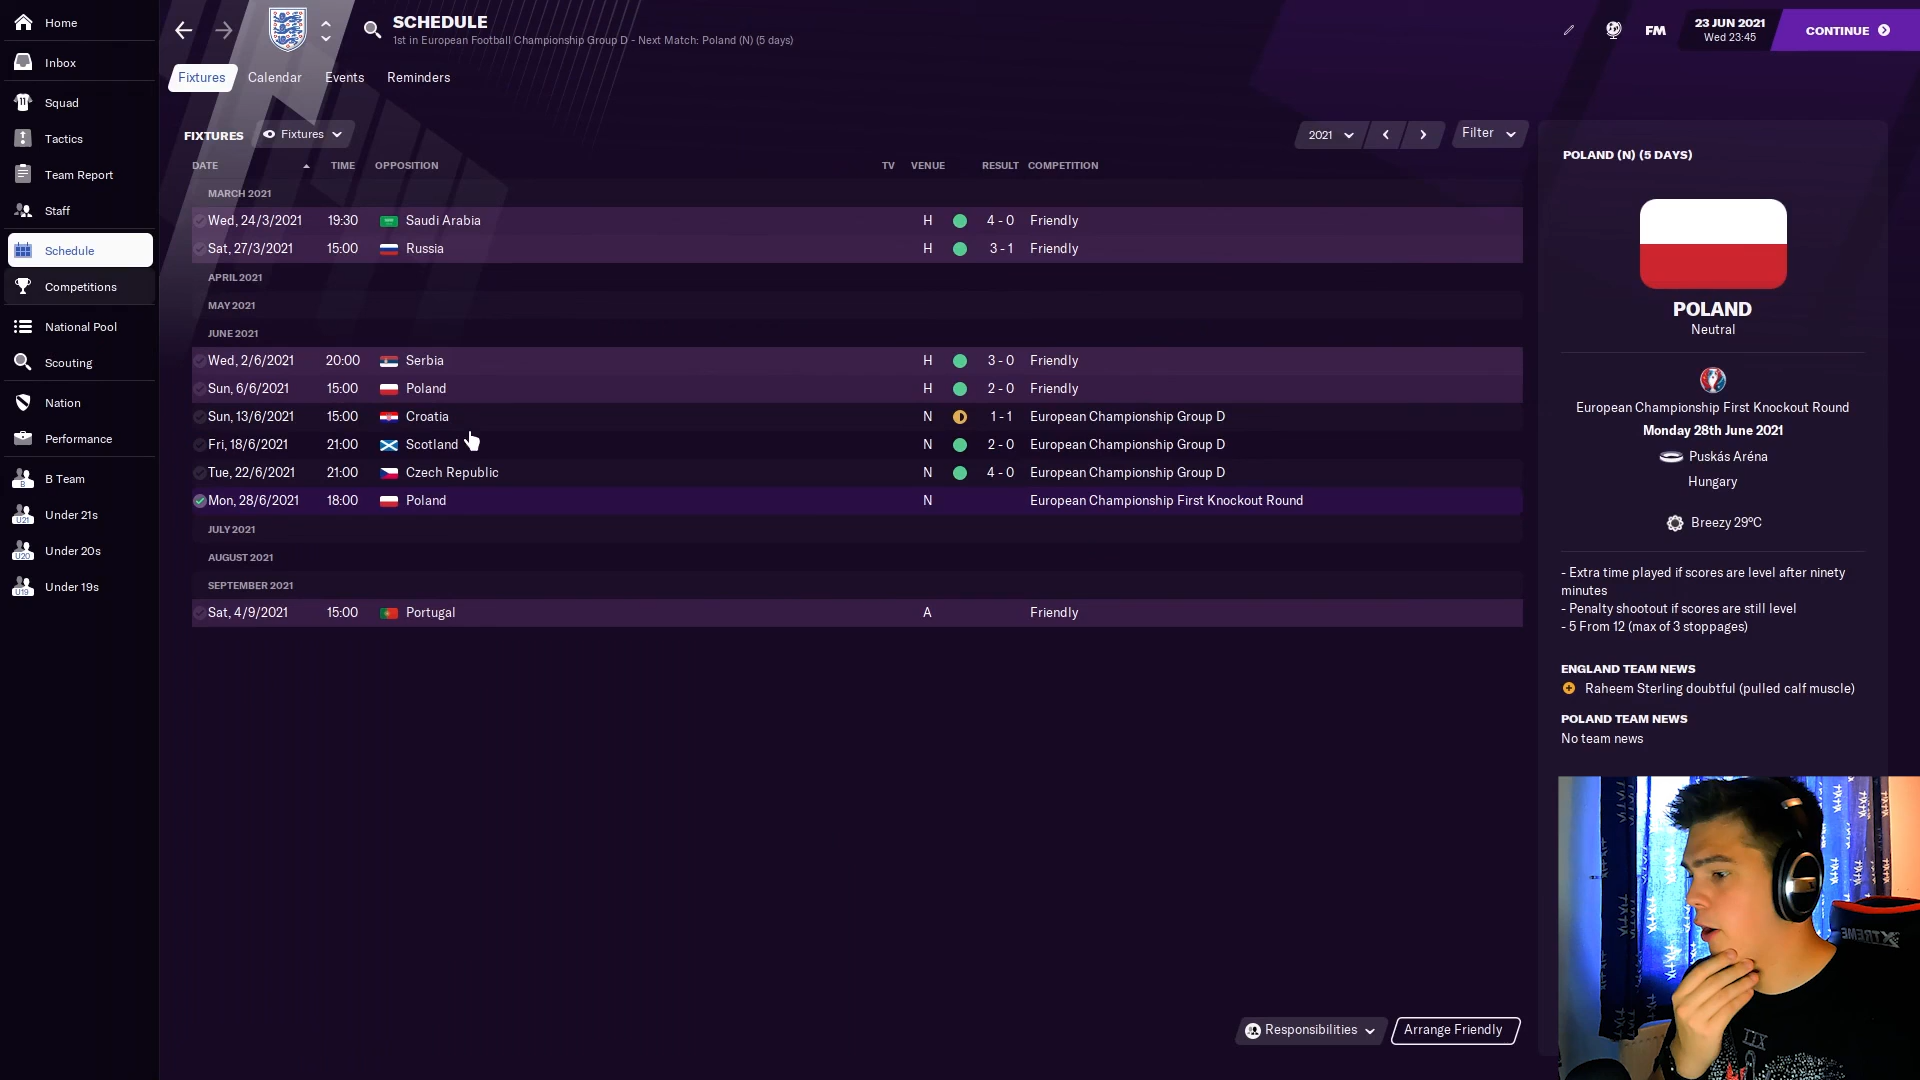 Home
Inbox
Squad
Tactics
Team Report
Staff
Schedule
Competitions
National Pool
Scouting
Nation
Performance
B Team
Under 21s
Under 20s
Under 19s
SCHEDULE
1st in European Football Championship Group D - Next Match: Poland (N) (5 days)
FM
23 JUN 2021
Wed 23:45
CONTINUE
Fixtures Calendar Events Reminders
FIXTURES Fixtures 2021 Filter
DATE TIME OPPOSITION TV VENUE RESULT COMPETITION
MARCH 2021
Wed, 24/3/2021 19:30 Saudi Arabia H 4 - 0 Friendly
Sat, 27/3/2021 15:00 Russia H 3 - 1 Friendly
APRIL 2021
MAY 2021
JUNE 2021
Wed, 2/6/2021 20:00 Serbia H 3 - 0 Friendly
Sun, 6/6/2021 15:00 Poland H 2 - 0 Friendly
Sun, 13/6/2021 15:00 Croatia N 1 - 1 European Championship Group D
Fri, 18/6/2021 21:00 Scotland N 2 - 0 European Championship Group D
Tue, 22/6/2021 21:00 Czech Republic N 4 - 0 European Championship Group D
Mon, 28/6/2021 18:00 Poland N European Championship First Knockout Round
JULY 2021
AUGUST 2021
SEPTEMBER 2021
Sat, 4/9/2021 15:00 Portugal A Friendly
Responsibilities Arrange Friendly
POLAND (N) (5 DAYS)
POLAND
Neutral
European Championship First Knockout Round
Monday 28th June 2021
Puskás Aréna
Hungary
Breezy 29ºC
- Extra time played if scores are level after ninety
minutes
- Penalty shootout if scores are still level
- 5 From 12 (max of 3 stoppages)
ENGLAND TEAM NEWS
Raheem Sterling doubtful (pulled calf muscle)
POLAND TEAM NEWS
No team news
XTREME